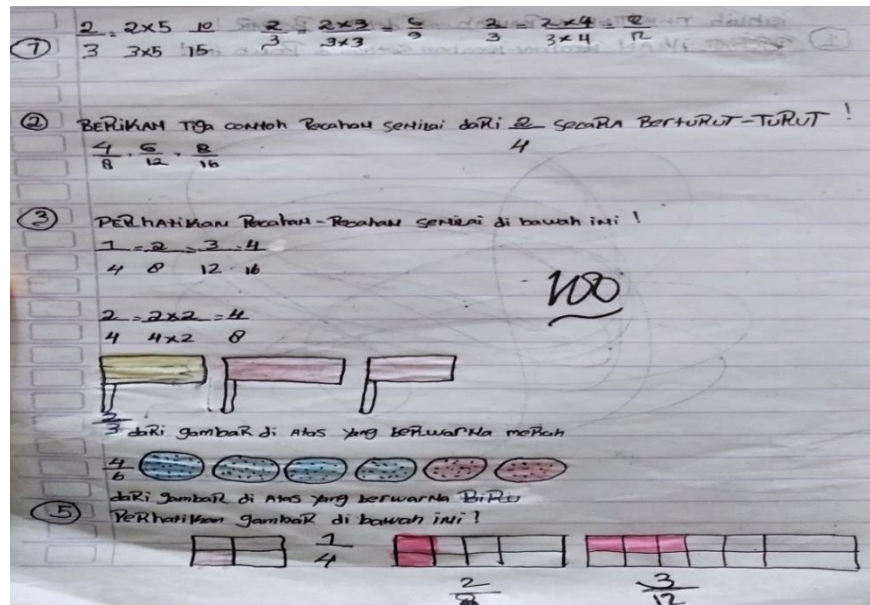 2/3 = 2x5/3x5 10/15 2/3 = 2x3/3x3 = 6/9 2/3 = 2x4/3x4 = 8/12
1
2 BERiKAN Tiga contoh Pecahan Senilai daRi 2/4 SecaRa BertuRuT-TuRuT !
4/8 . 6/12 . 8/16
3 PERhAtiKan Pecahan-Pecahan Senilai di bawah ini !
1/4 = 2/8 = 3/12 = 4/16
100
2/4 = 2x2/4x2 = 4/8
2/3 daRi gambaR di Atas yang beRwarNa meRah
4/6
daRi gambaR di Atas yang berwarNa BiRu
5 PeRhatiKan gambaR di bawah ini !
1/4
2/8 3/12